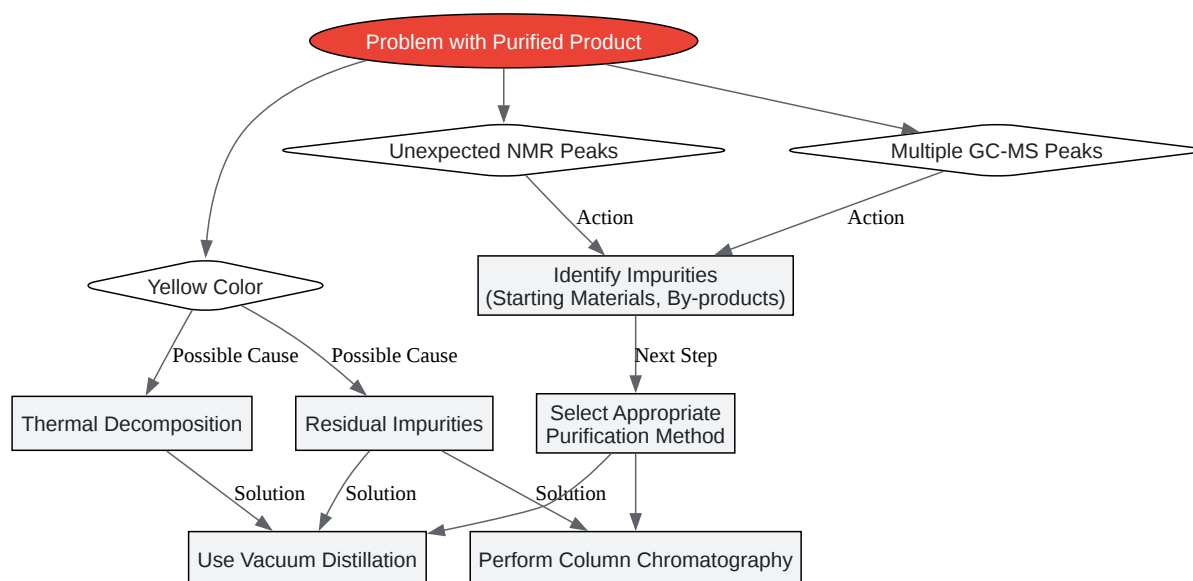 Problem with Purified Product
Unexpected NMR Peaks
Multiple GC-MS Peaks
Action
Action
Yellow Color
Identify Impurities
(Starting Materials, By-products)
Possible Cause
Possible Cause
Next Step
Thermal Decomposition
Residual Impurities
Select Appropriate
Purification Method
Solution
Solution
Solution
Use Vacuum Distillation
Perform Column Chromatography